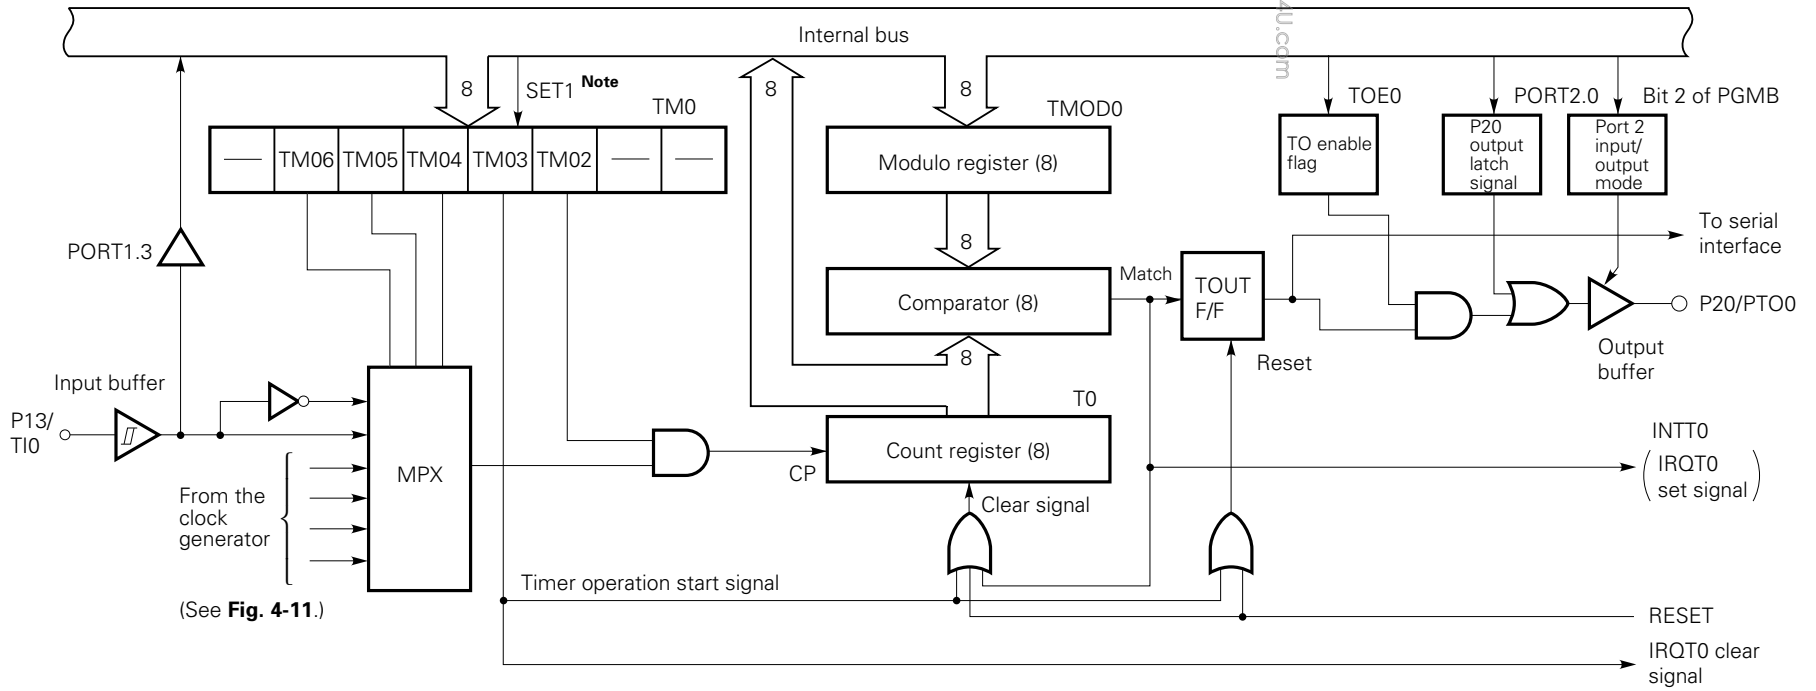 4U.com
Internal bus
8
SET1 Note
TM0
8
8
TMOD0
TOE0
PORT2.0
Bit 2 of PGMB
TM06
TM05
TM04
TM03
TM02
Modulo register (8)
TO enable
flag
P20
output
latch
signal
Port 2
input/
output
mode
PORT1.3
8
To serial
interface
Comparator (8)
Match
TOUT
F/F
P20/PTO0
8
Reset
Output
buffer
Input buffer
P13/
TI0
T0
MPX
CP
Count register (8)
INTT0
IRQT0
set signal
From the
clock
generator
Clear signal
(See Fig. 4-11.)
Timer operation start signal
RESET
IRQT0 clear
signal